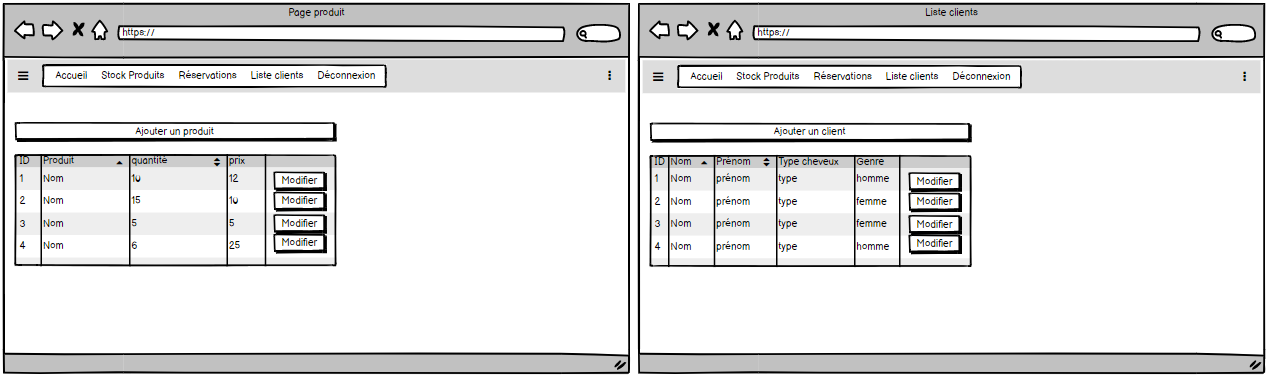 Page produit
https://
Accueil Stock Produits Réservations Liste clients Déconnexion
Ajouter un produit
ID Produit quantité prix
1 Nom 10 12 Modifier
2 Nom 15 10 Modifier
3 Nom 5 5 Modifier
4 Nom 6 25 Modifier
Liste clients
https://
Accueil Stock Produits Réservations Liste clients Déconnexion
Ajouter un client
ID Nom Prénom Type cheveux Genre
1 Nom prénom type homme Modifier
2 Nom prénom type femme Modifier
3 Nom prénom type femme Modifier
4 Nom prénom type homme Modifier